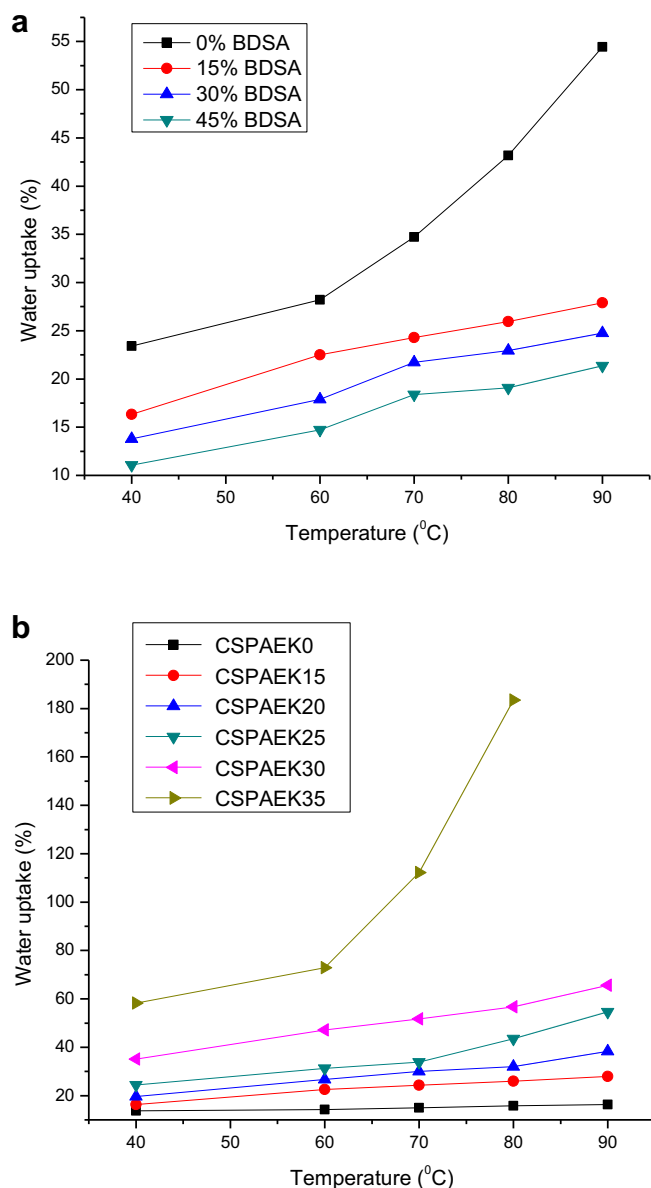 a
0% BDSA
15% BDSA
30% BDSA
45% BDSA
Water uptake (%)
55
50
45
40
35
30
25
20
15
10
40 50 60 70 80 90
Temperature (⁰C)
b
CSPAEK0
CSPAEK15
CSPAEK20
CSPAEK25
CSPAEK30
CSPAEK35
Water uptake (%)
200
180
160
140
120
100
80
60
40
20
40 50 60 70 80 90
Temperature (⁰C)